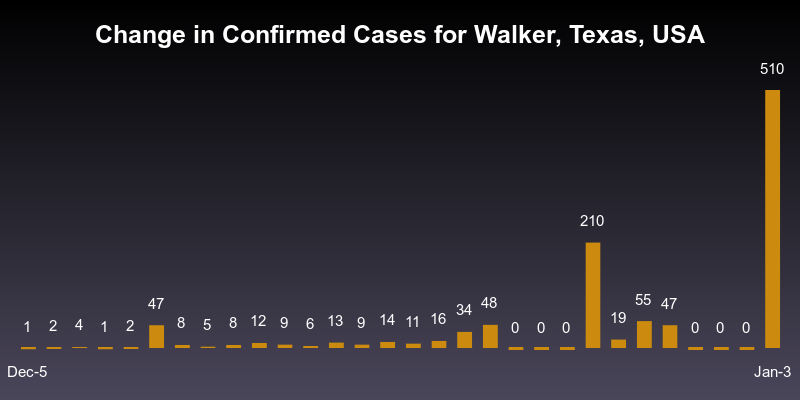 Change in Confirmed Cases for Walker, Texas, USA
1 2 4 1 2 47 8 5 8 12 9 6 13 9 14 11 16 34 48 0 0 0 210 19 55 47 0 0 0 510
Dec-5 Jan-3